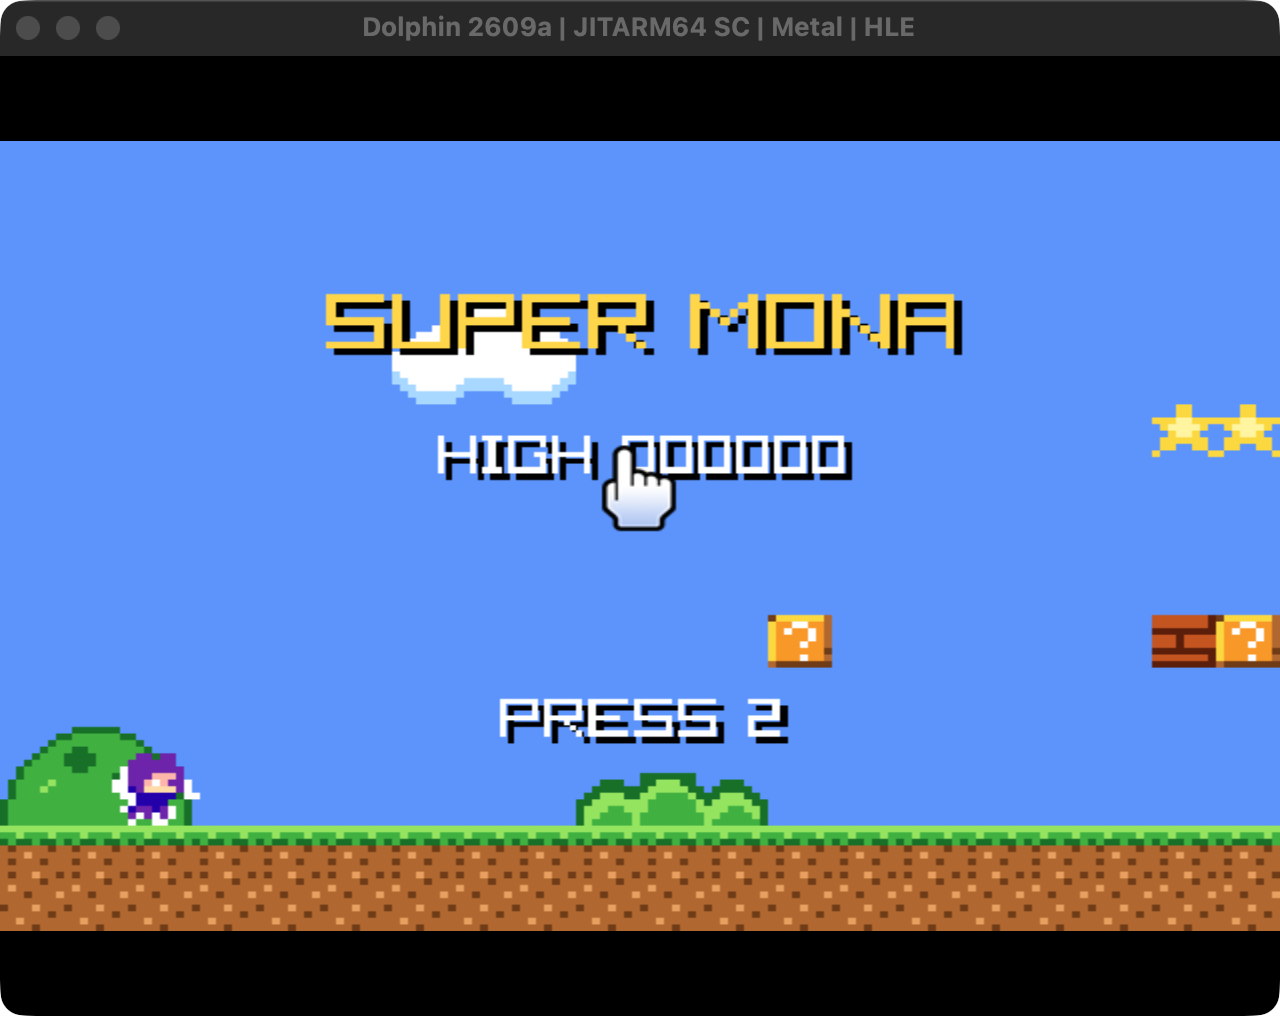 Dolphin 2609a | JITARM64 SC | Metal | HLE
SUPER MONA
HIGH 000000
? ?
PRESS 2